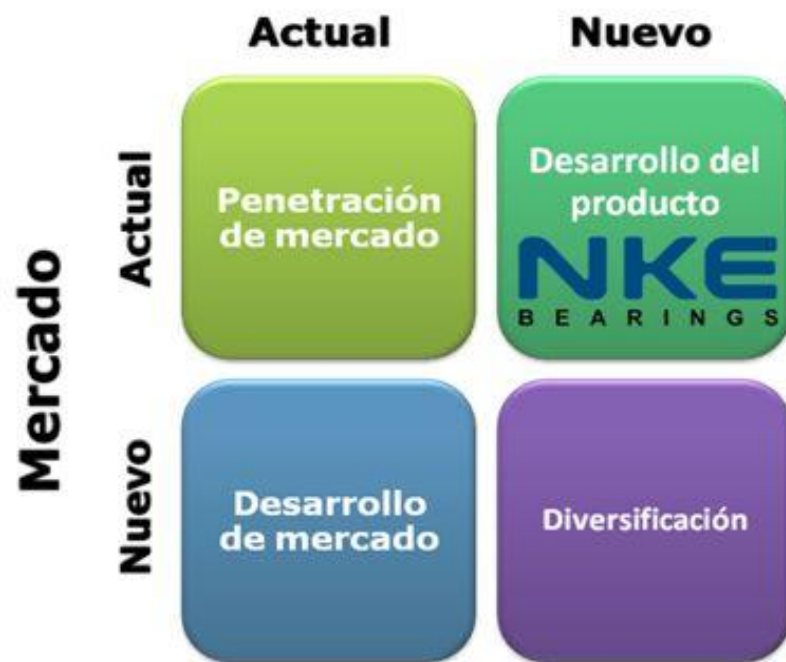 Actual Nuevo
Mercado
Actual
Penetración
de mercado
Desarrollo del
producto
NKE
BEARINGS
Nuevo
Desarrollo
de mercado
Diversificación